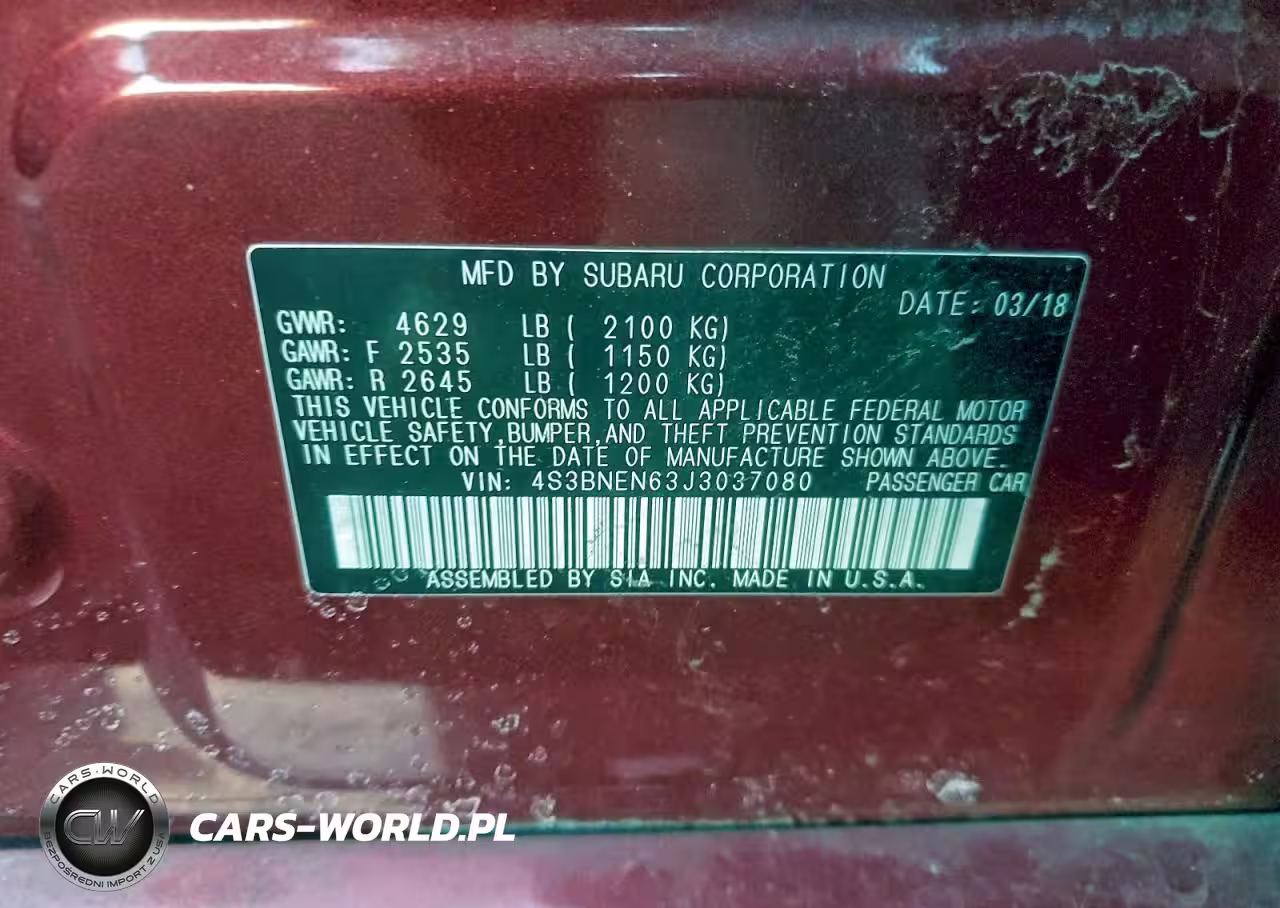 MFD BY SUBARU CORPORATION
DATE: 03/18
GVWR: 4629 LB ( 2100 KG)
GAWR: F 2535 LB ( 1150 KG)
GAWR: R 2645 LB ( 1200 KG)
THIS VEHICLE CONFORMS TO ALL APPLICABLE FEDERAL MOTOR
VEHICLE SAFETY,BUMPER,AND THEFT PREVENTION STANDARDS
IN EFFECT ON THE DATE OF MANUFACTURE SHOWN ABOVE.
VIN: 4S3BNEN63J3037080 PASSENGER CAR
ASSEMBLED BY SIA INC. MADE IN U.S.A.
CARS-WORLD
CW
BEZPOŚREDNI IMPORT Z USA
CARS-WORLD.PL